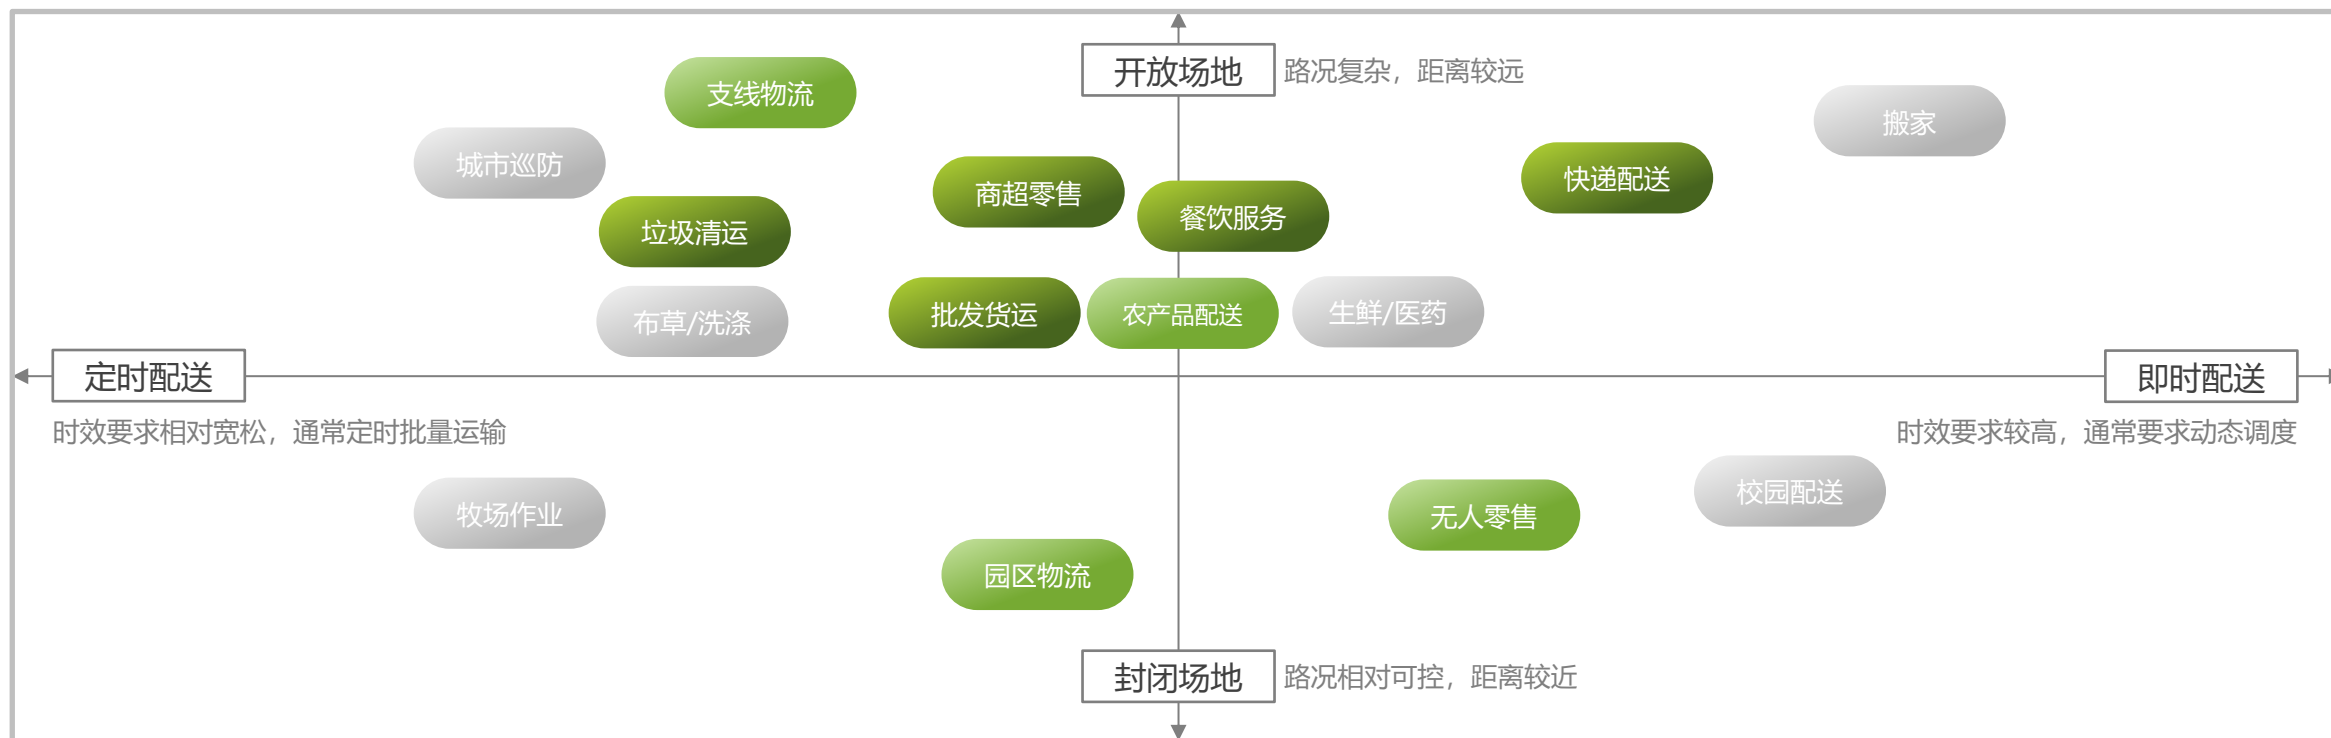 开放场地
路况复杂，距离较远
支线物流
搬家
城市巡防
快递配送
商超零售
餐饮服务
垃圾清运
批发货运
农产品配送
生鲜/医药
布草/洗涤
定时配送
即时配送
时效要求相对宽松，通常定时批量运输
时效要求较高，通常要求动态调度
校园配送
牧场作业
无人零售
园区物流
封闭场地
路况相对可控，距离较近